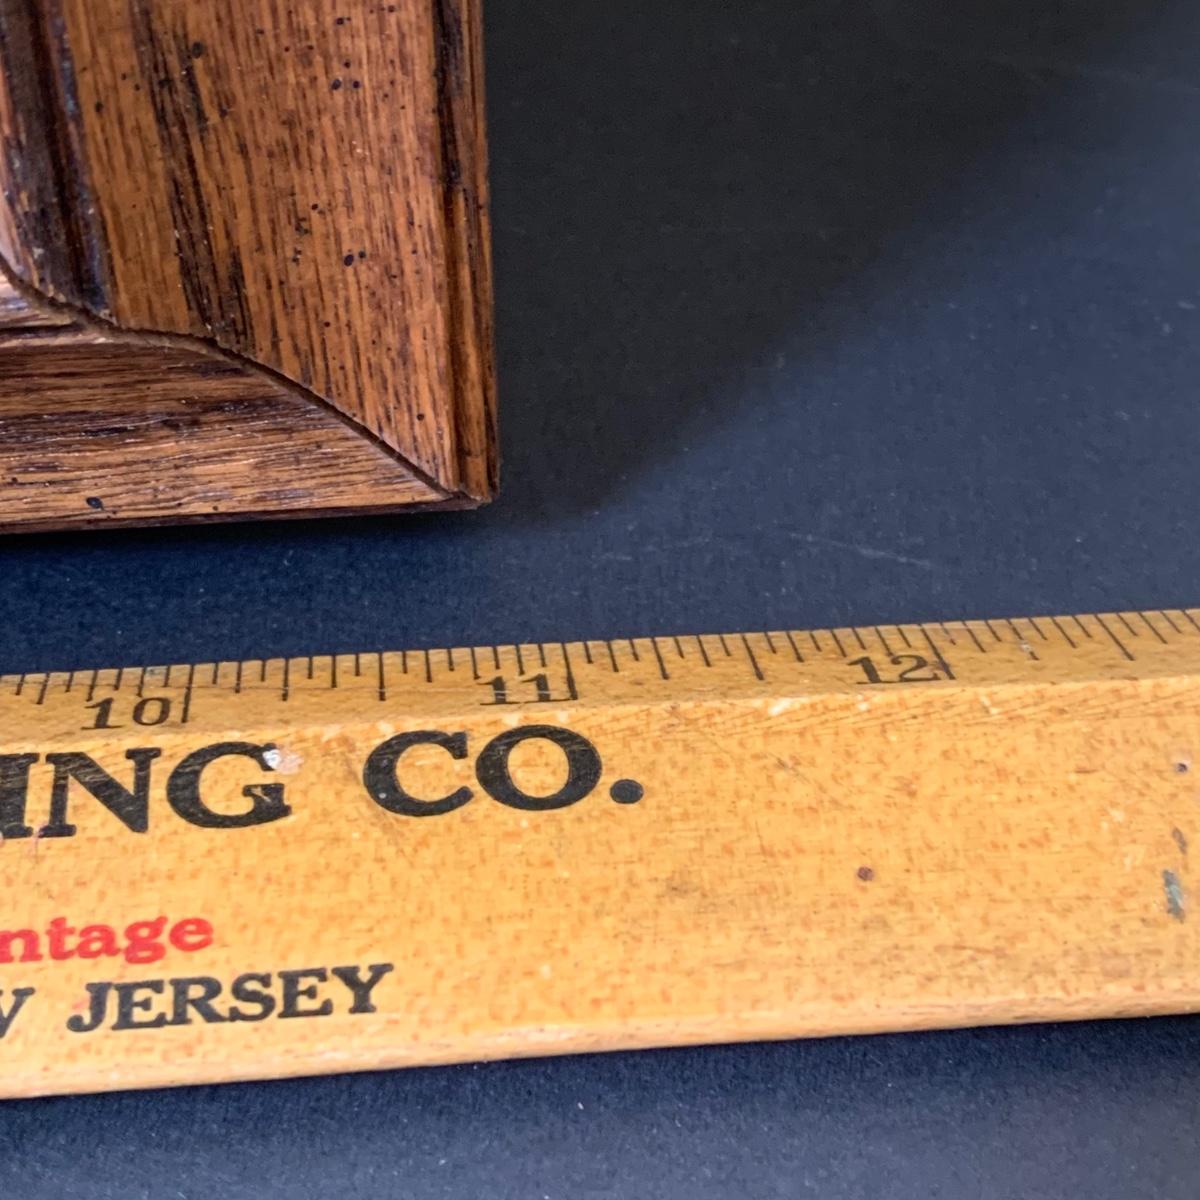 10 11 12
ING CO.
ntage
W JERSEY